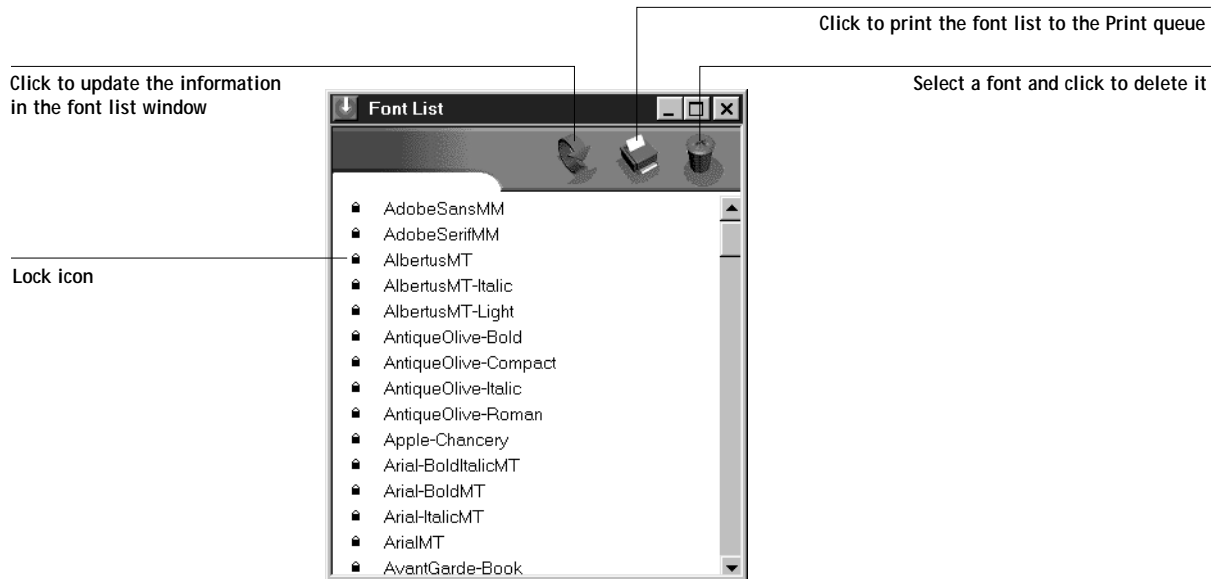 Click to print the font list to the Print queue
Click to update the information
in the font list window
Select a font and click to delete it
Font List
AdobeSansMM
AdobeSerifMM
AlbertusMT
Lock icon
AlbertusMT-Italic
AlbertusMT-Light
AntiqueOlive-Bold
AntiqueOlive-Compact
AntiqueOlive-Italic
AntiqueOlive-Roman
Apple-Chancery
Arial-BoldItalicMT
Arial-BoldMT
Arial-ItalicMT
ArialMT
AvantGarde-Book